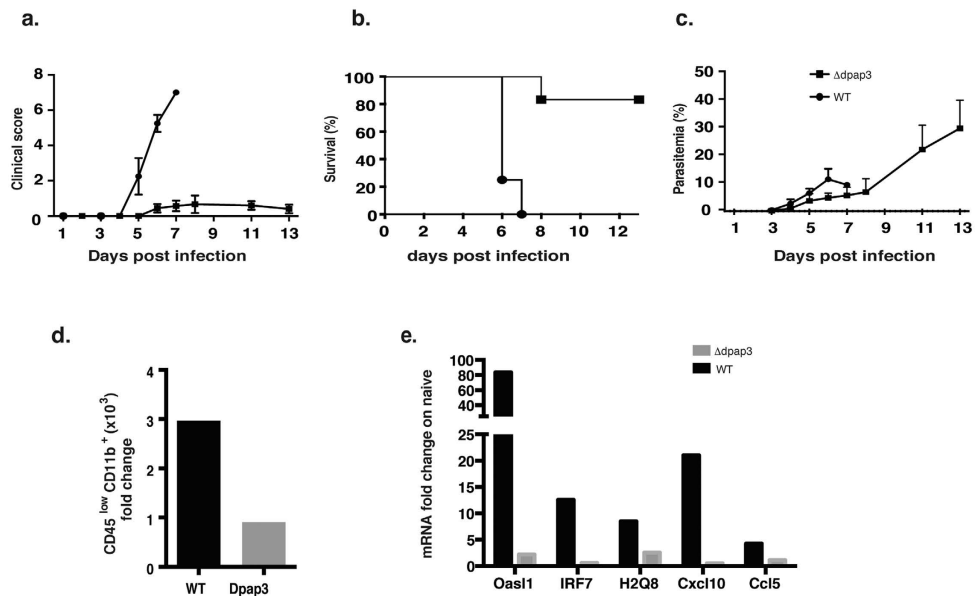 a.
8
6
4
2
0
Clinical score
1 3 5 7 9 11 13
Days post infection
b.
100
80
60
40
20
0
Survival (%)
0 2 4 6 8 10 12
days post infection
c.
50
40
30
20
10
0
Parasitemia (%)
Δdpap3
WT
1 3 5 7 9 11 13
Days post infection
d.
4
3
2
1
0
CD45 low CD11b + (x10 3)
fold change
WT Dpap3
e.
100
80
60
40
25
20
15
10
5
0
mRNA fold change on naive
Δdpap3
WT
Oasl1 IRF7 H2Q8 Cxcl10 Ccl5